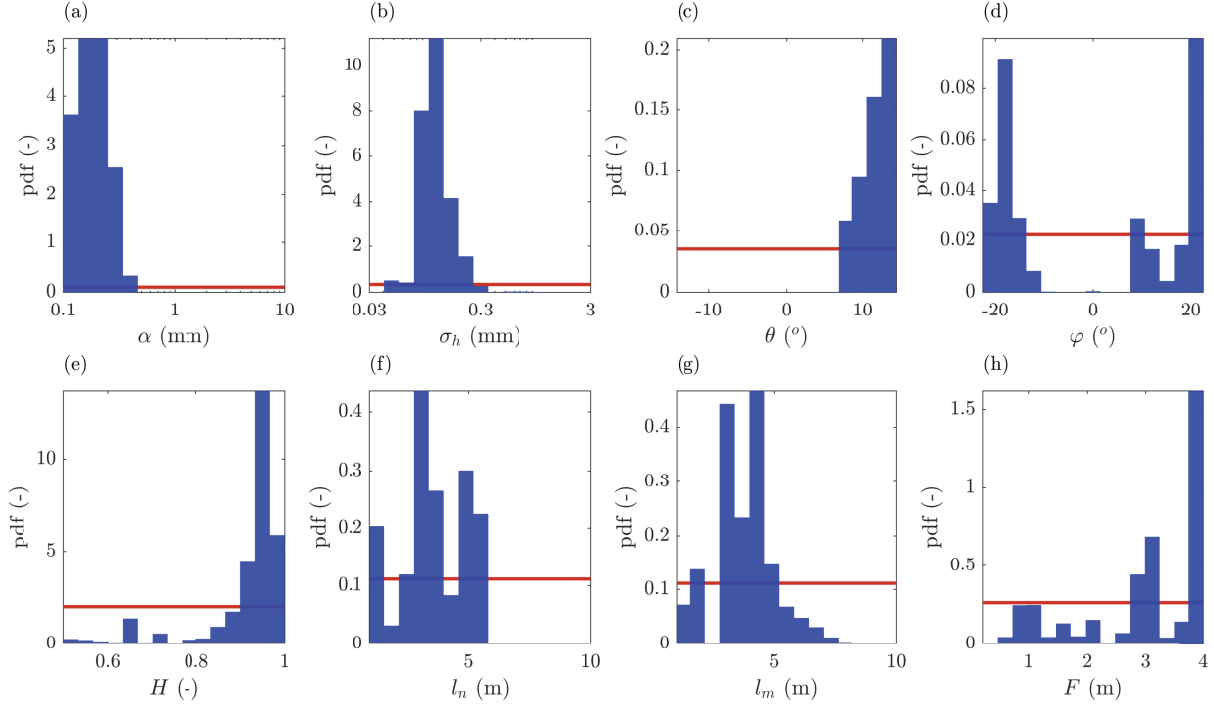 (a)
pdf (-)
5
4
3
2
1
0
0.1
1
10
α (mm)
(b)
pdf (-)
10
8
6
4
2
0
0.03
0.3
3
σ_h (mm)
(c)
pdf (-)
0.2
0.15
0.1
0.05
0
-10
0
10
θ (°)
(d)
pdf (-)
0.08
0.06
0.04
0.02
0
-20
0
20
φ (°)
(e)
pdf (-)
10
5
0
0.6
0.8
1
H (-)
(f)
pdf (-)
0.4
0.3
0.2
0.1
0
5
10
l_n (m)
(g)
pdf (-)
0.4
0.3
0.2
0.1
0
5
10
l_m (m)
(h)
pdf (-)
1.5
1
0.5
0
1
2
3
4
F (m)